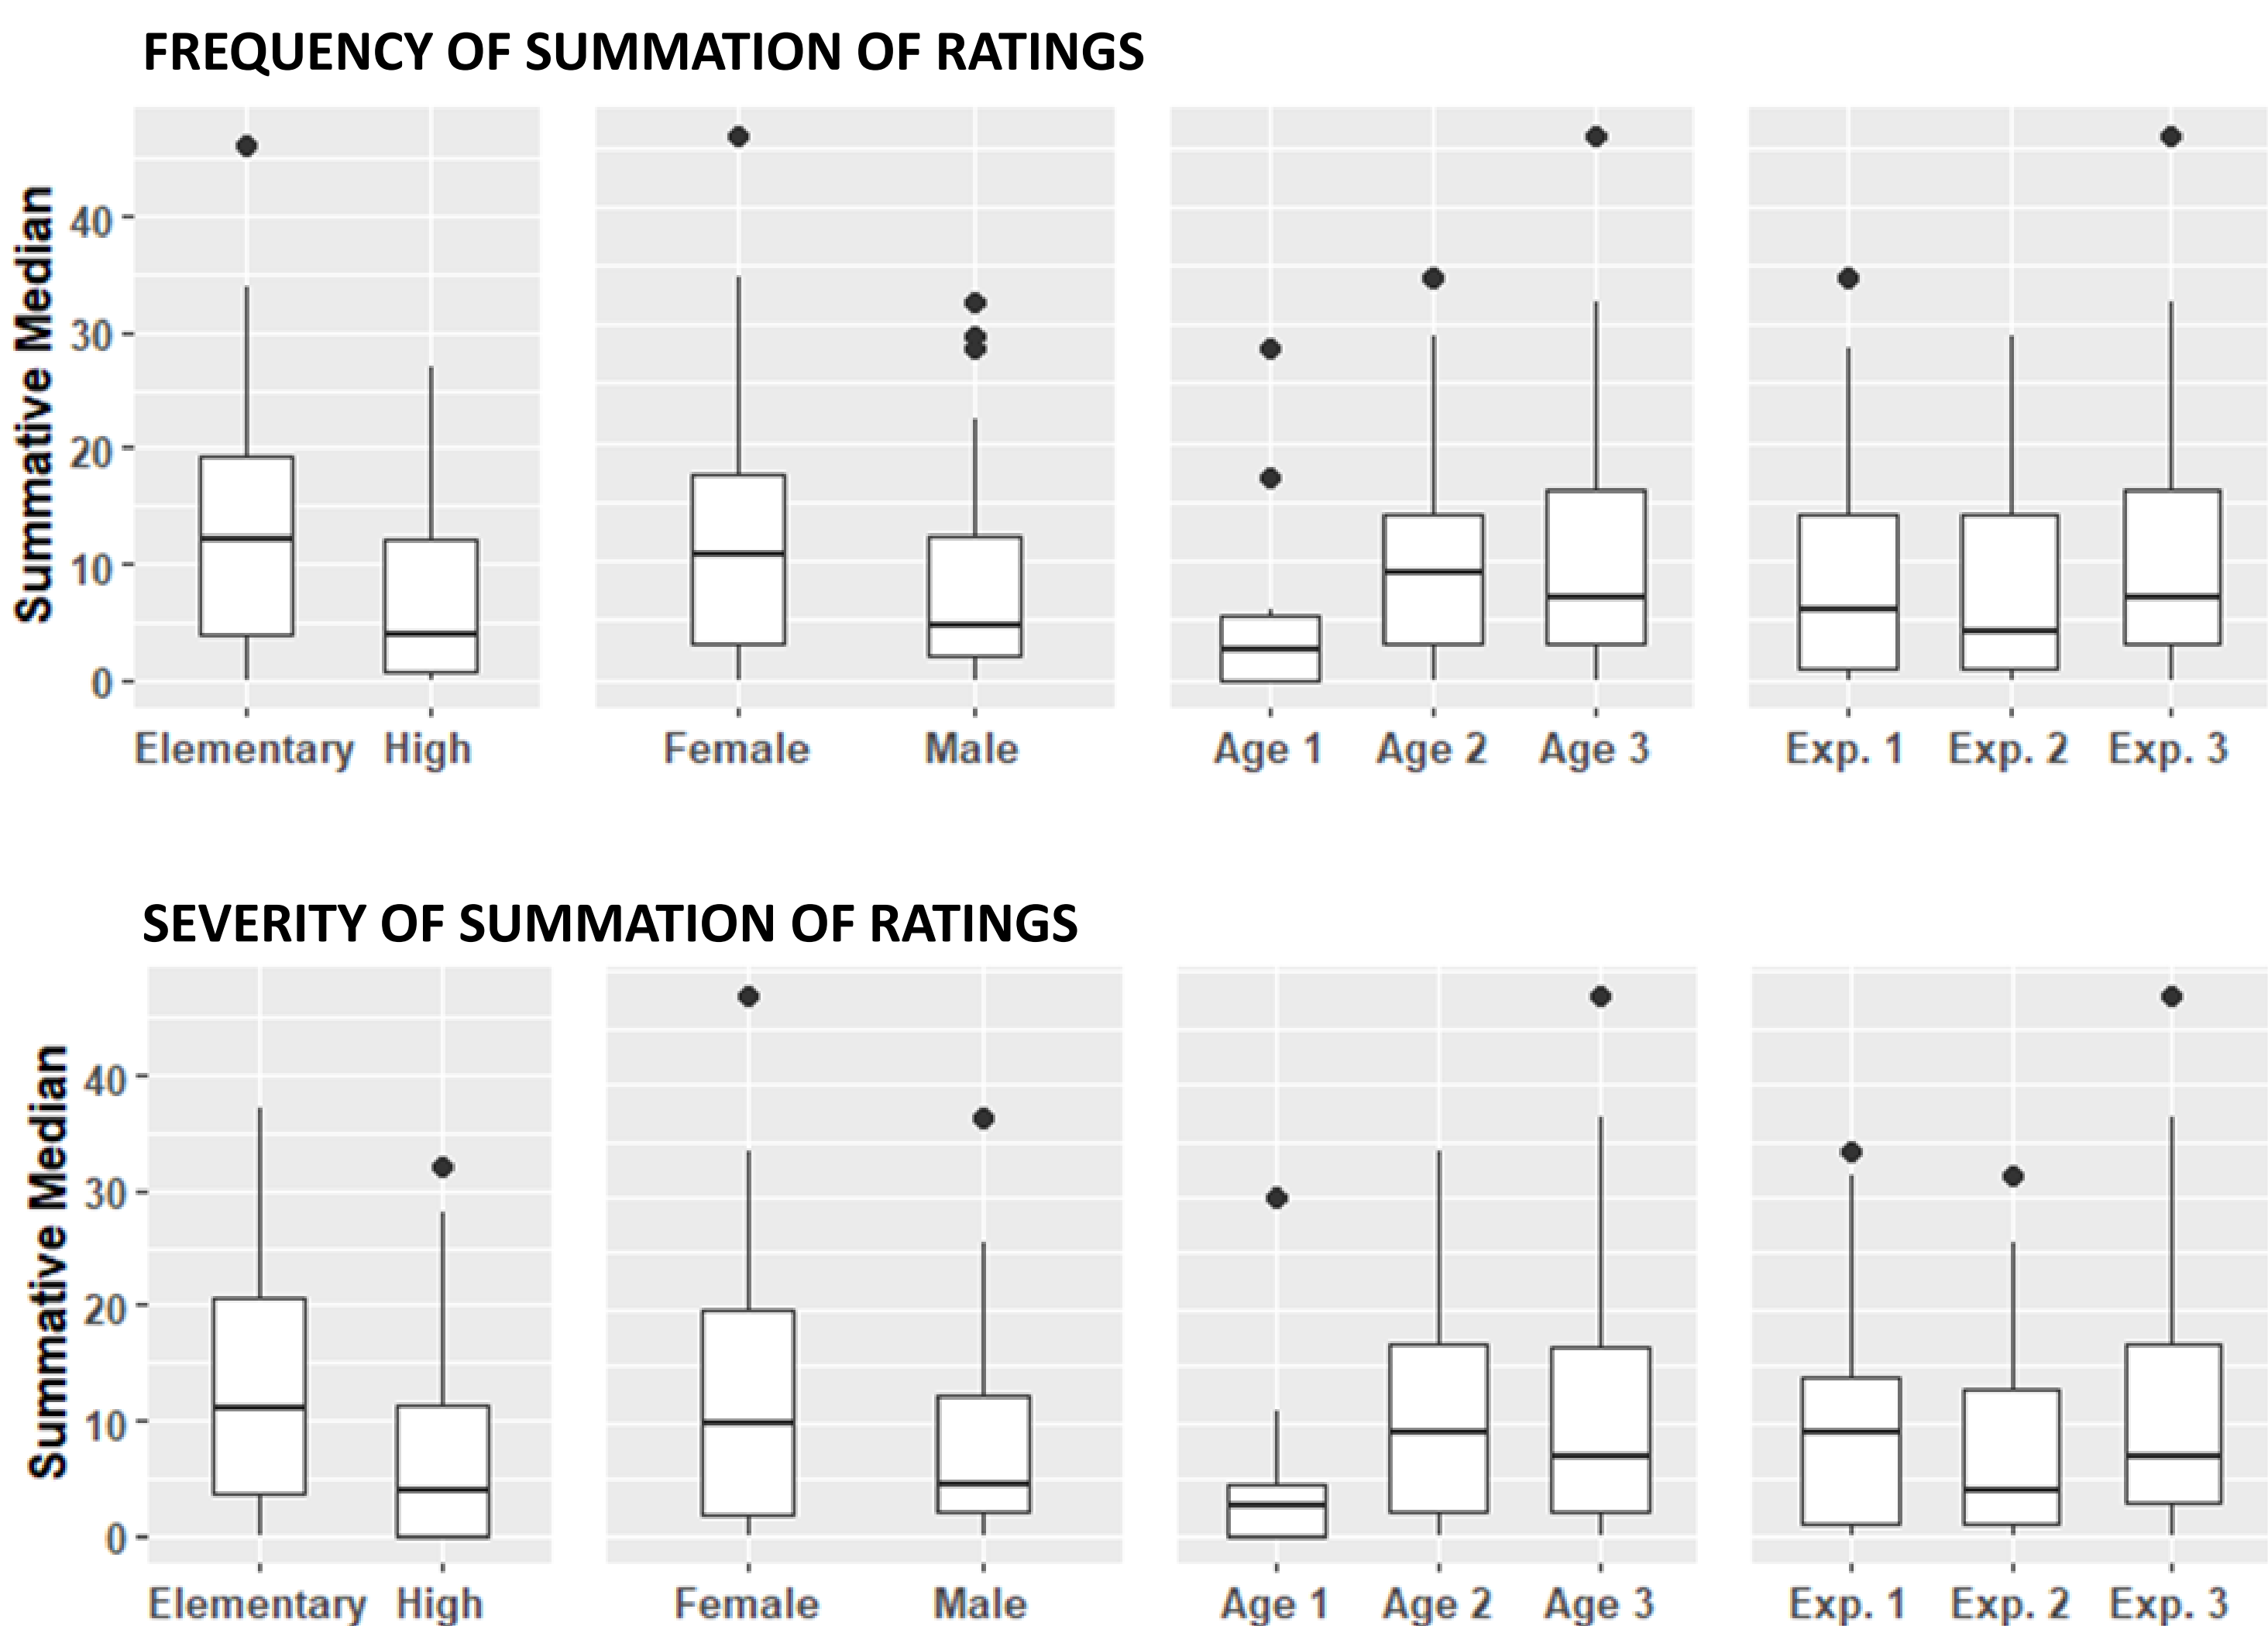 FREQUENCY OF SUMMATION OF RATINGS
Summative Median
40
30
20
10
0
Elementary High Female Male Age 1 Age 2 Age 3 Exp. 1 Exp. 2 Exp. 3
SEVERITY OF SUMMATION OF RATINGS
Summative Median
40
30
20
10
0
Elementary High Female Male Age 1 Age 2 Age 3 Exp. 1 Exp. 2 Exp. 3